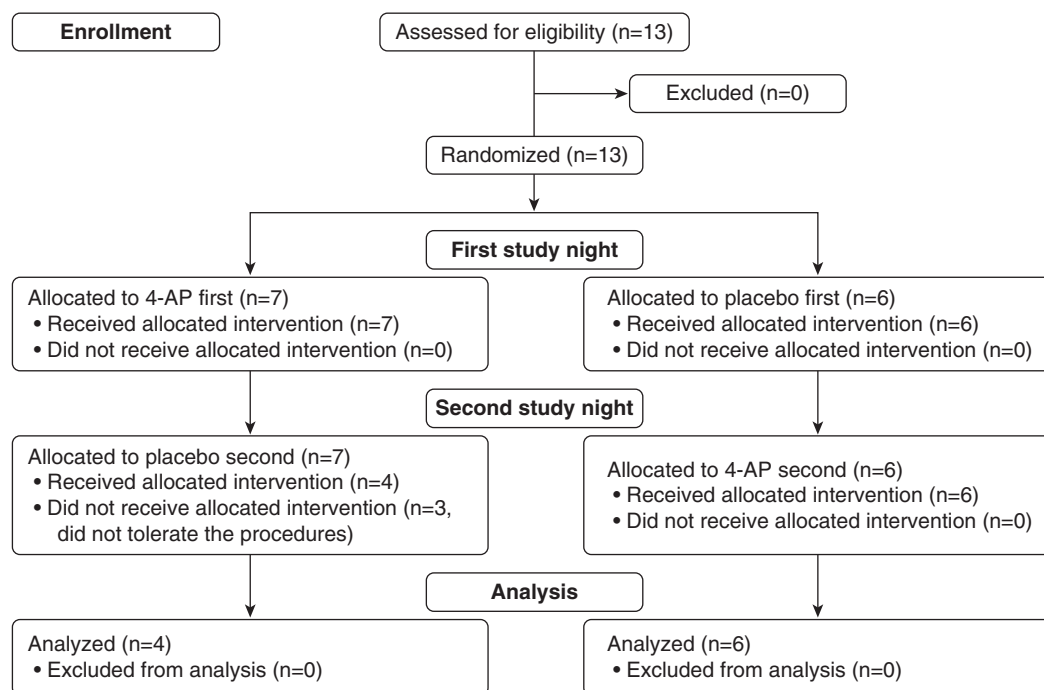 Enrollment
Assessed for eligibility (n=13)
Excluded (n=0)
Randomized (n=13)
First study night
Allocated to 4-AP first (n=7)
• Received allocated intervention (n=7)
• Did not receive allocated intervention (n=0)
Allocated to placebo first (n=6)
• Received allocated intervention (n=6)
• Did not receive allocated intervention (n=0)
Second study night
Allocated to placebo second (n=7)
• Received allocated intervention (n=4)
• Did not receive allocated intervention (n=3,
did not tolerate the procedures)
Allocated to 4-AP second (n=6)
• Received allocated intervention (n=6)
• Did not receive allocated intervention (n=0)
Analysis
Analyzed (n=4)
• Excluded from analysis (n=0)
Analyzed (n=6)
• Excluded from analysis (n=0)